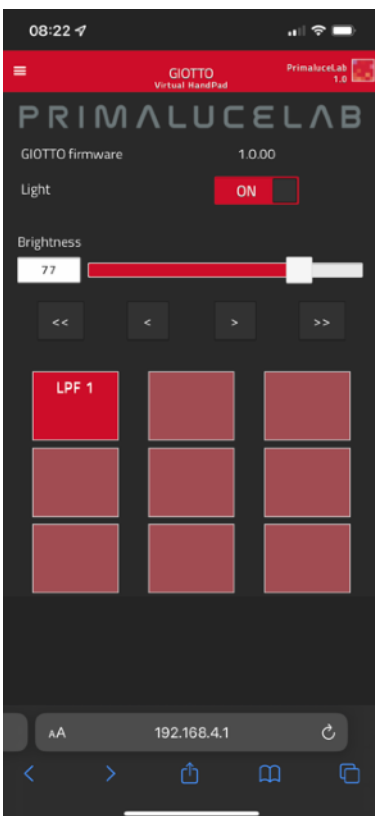 08:22
GIOTTO
Virtual HandPad
PrimaluceLab
1.0
PRIMALUCELAB
GIOTTO firmware 1.0.00
Light ON
Brightness
77
<< < > >>
LPF 1
AA 192.168.4.1